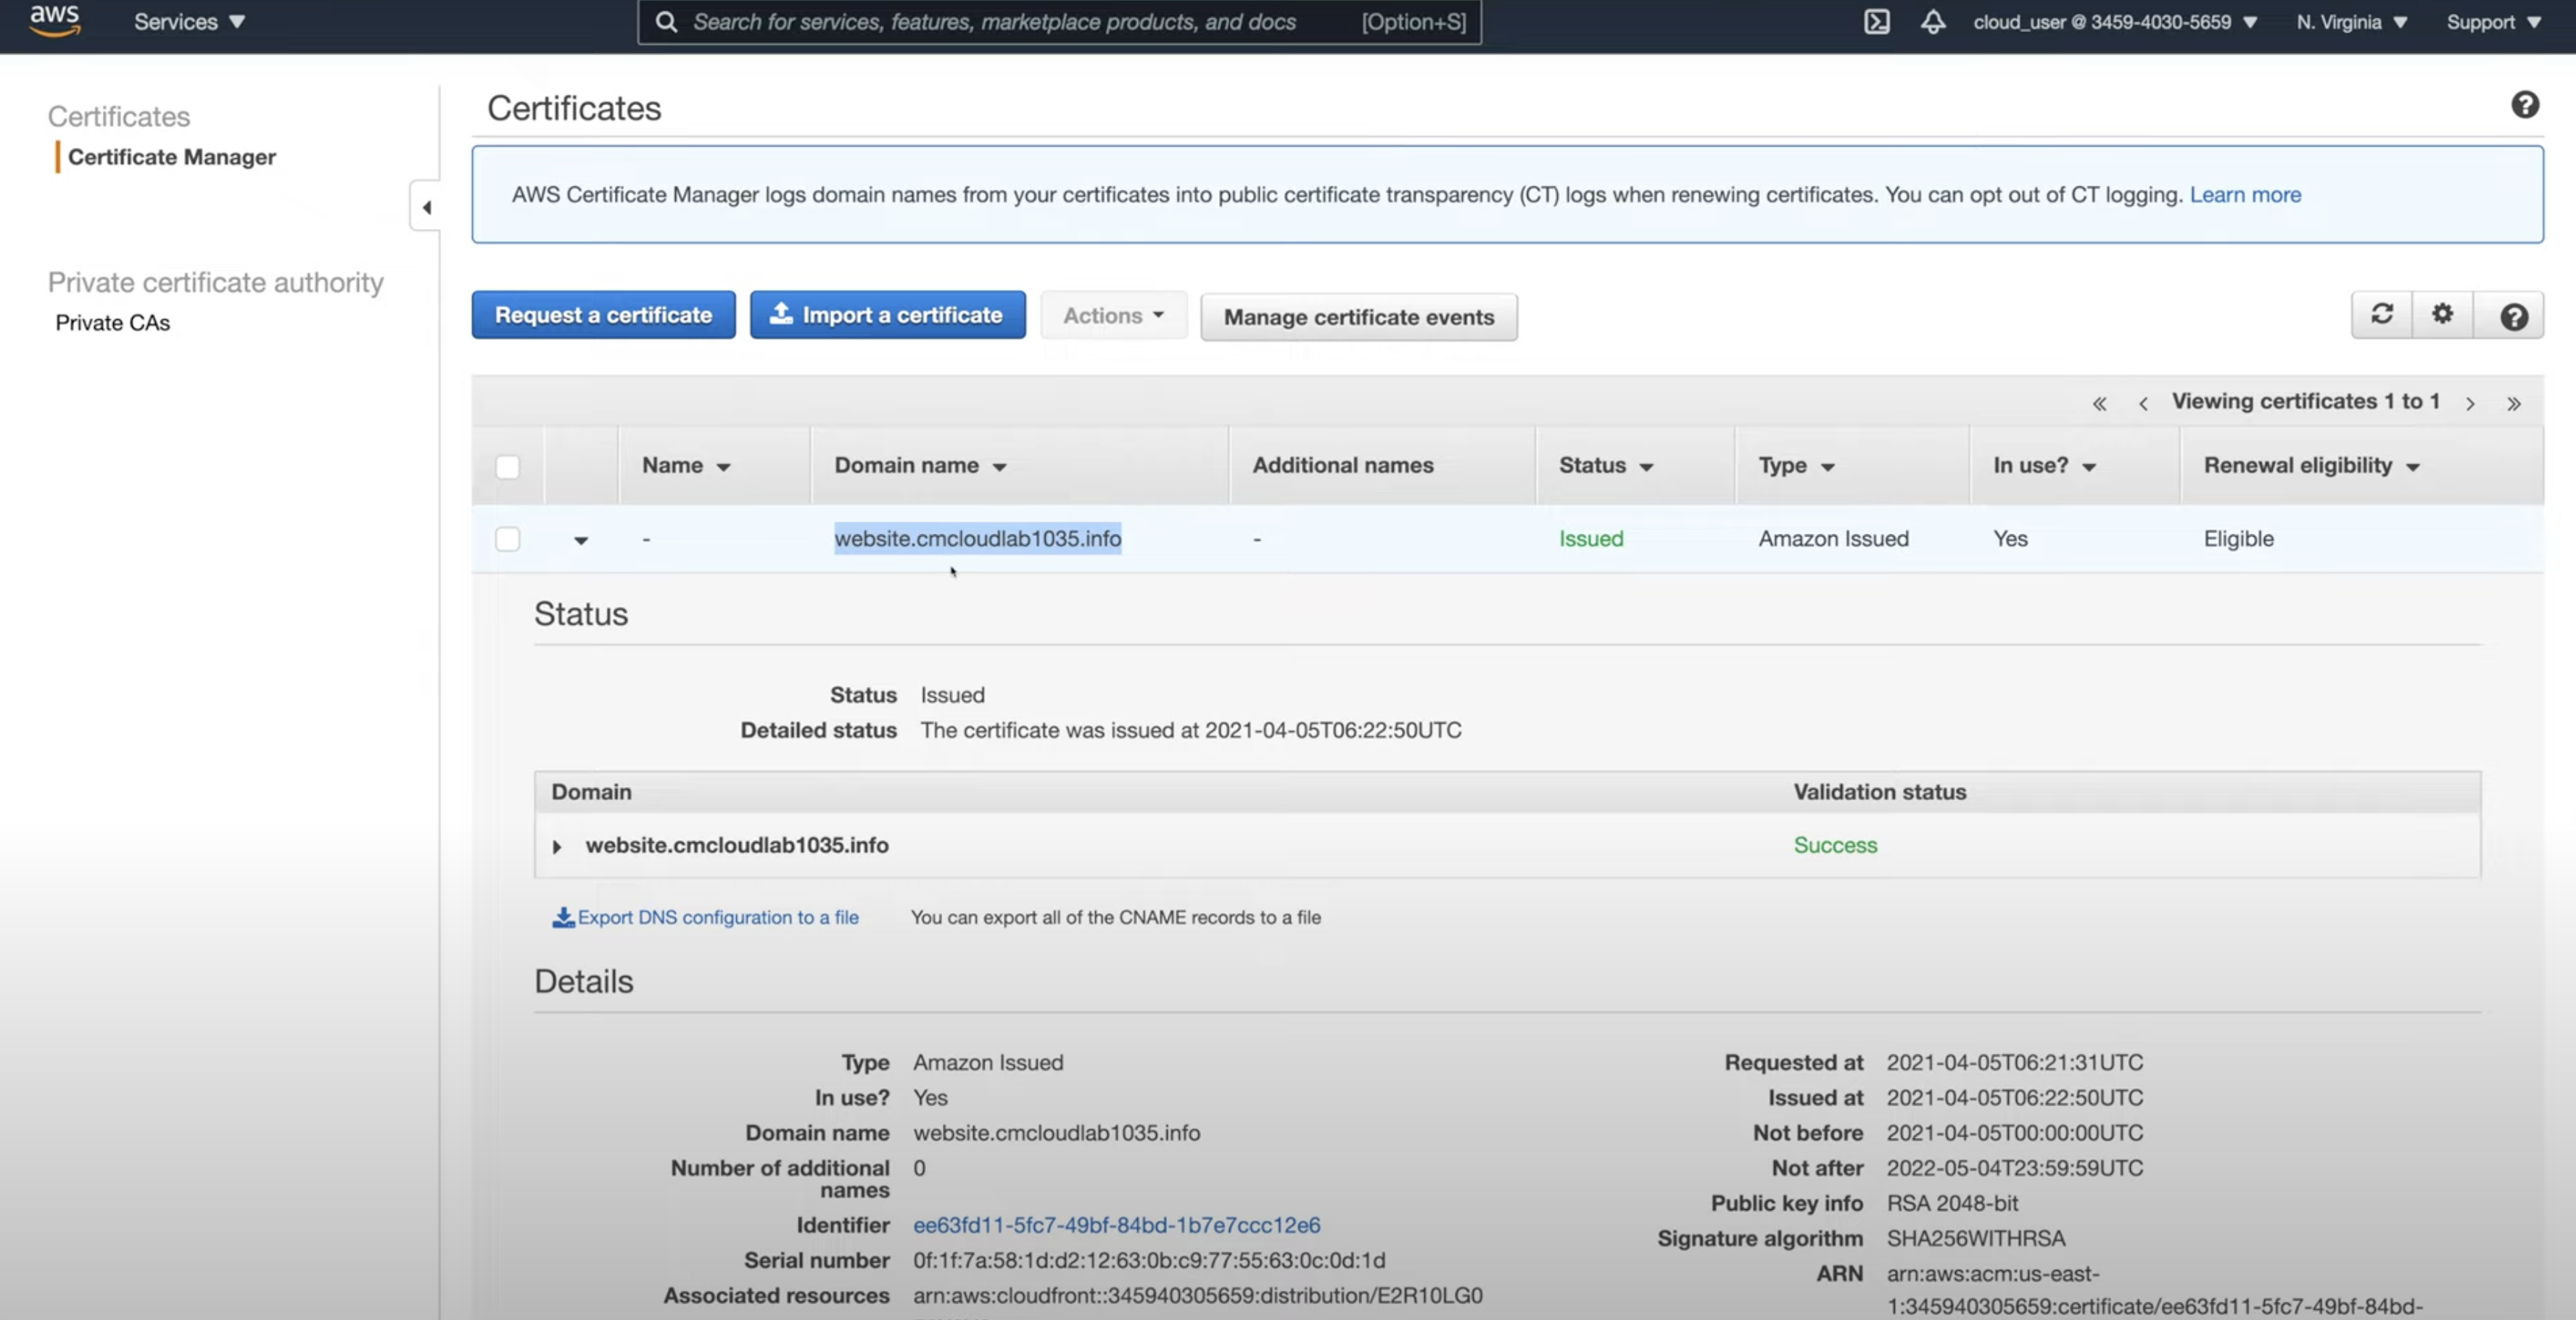 aws Services Search for services, features, marketplace products, and docs [Option+S] cloud_user @ 3459-4030-5659 N. Virginia Support
Certificates
Certificate Manager
Private certificate authority
Private CAs
Certificates
AWS Certificate Manager logs domain names from your certificates into public certificate transparency (CT) logs when renewing certificates. You can opt out of CT logging. Learn more
Request a certificate Import a certificate Actions Manage certificate events
« ‹ Viewing certificates 1 to 1 › »
Name Domain name Additional names Status Type In use? Renewal eligibility
- website.cmcloudlab1035.info - Issued Amazon Issued Yes Eligible
Status
Status Issued
Detailed status The certificate was issued at 2021-04-05T06:22:50UTC
Domain Validation status
website.cmcloudlab1035.info Success
Export DNS configuration to a file You can export all of the CNAME records to a file
Details
Type Amazon Issued
In use? Yes
Domain name website.cmcloudlab1035.info
Number of additional names 0
Identifier ee63fd11-5fc7-49bf-84bd-1b7e7ccc12e6
Serial number 0f:1f:7a:58:1d:d2:12:63:0b:c9:77:55:63:0c:0d:1d
Associated resources arn:aws:cloudfront::345940305659:distribution/E2R10LG0
Requested at 2021-04-05T06:21:31UTC
Issued at 2021-04-05T06:22:50UTC
Not before 2021-04-05T00:00:00UTC
Not after 2022-05-04T23:59:59UTC
Public key info RSA 2048-bit
Signature algorithm SHA256WITHRSA
ARN arn:aws:acm:us-east-
1:345940305659:certificate/ee63fd11-5fc7-49bf-84bd-